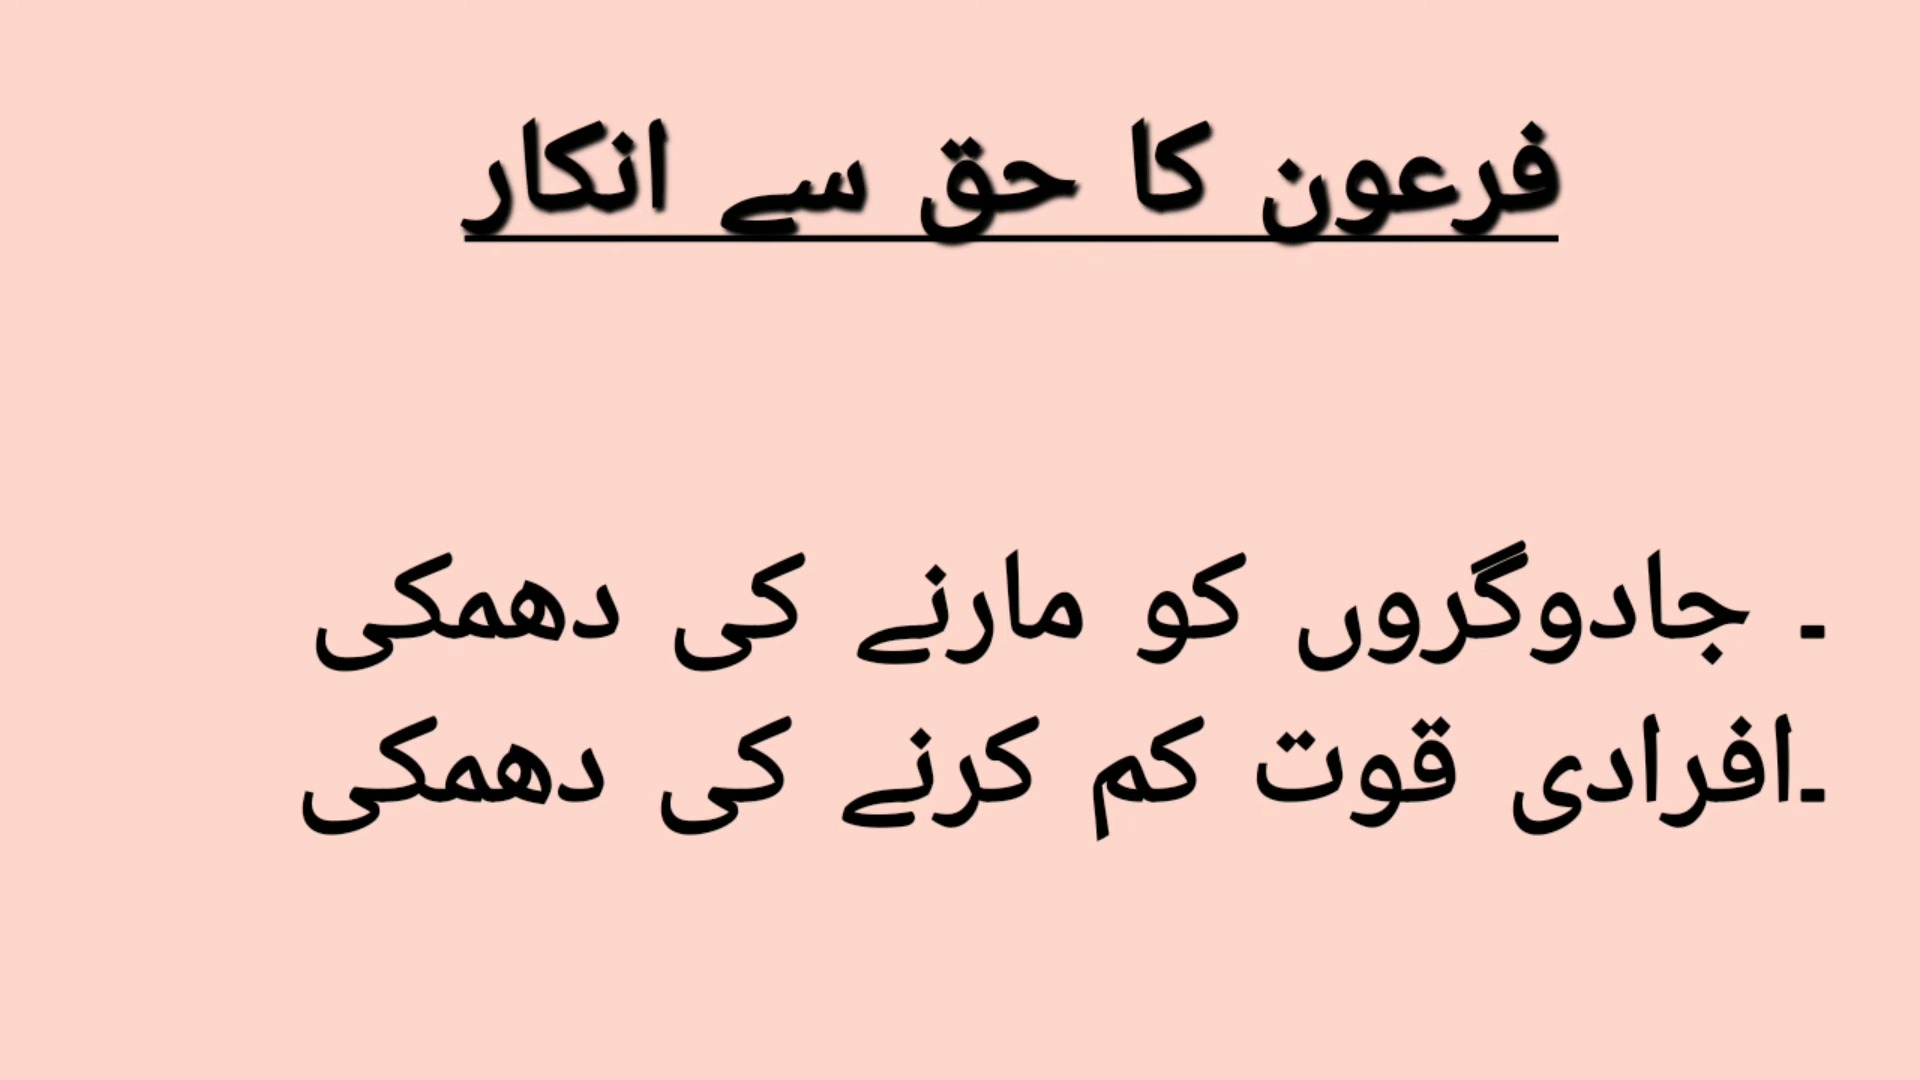 فرعون کا حق سے انکار
۔ جادوگروں کو مارنے کی دھمکی
۔افرادی قوت کم کرنے کی دھمکی